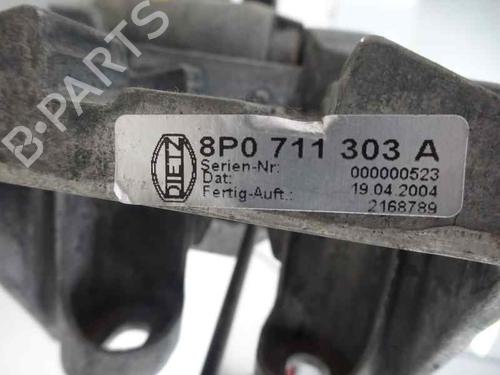 B-PARTS
DIETZ
8P0 711 303 A
Serien-Nr: 000000523
Dat: 19.04.2004
Fertig-Auft.: 2168789